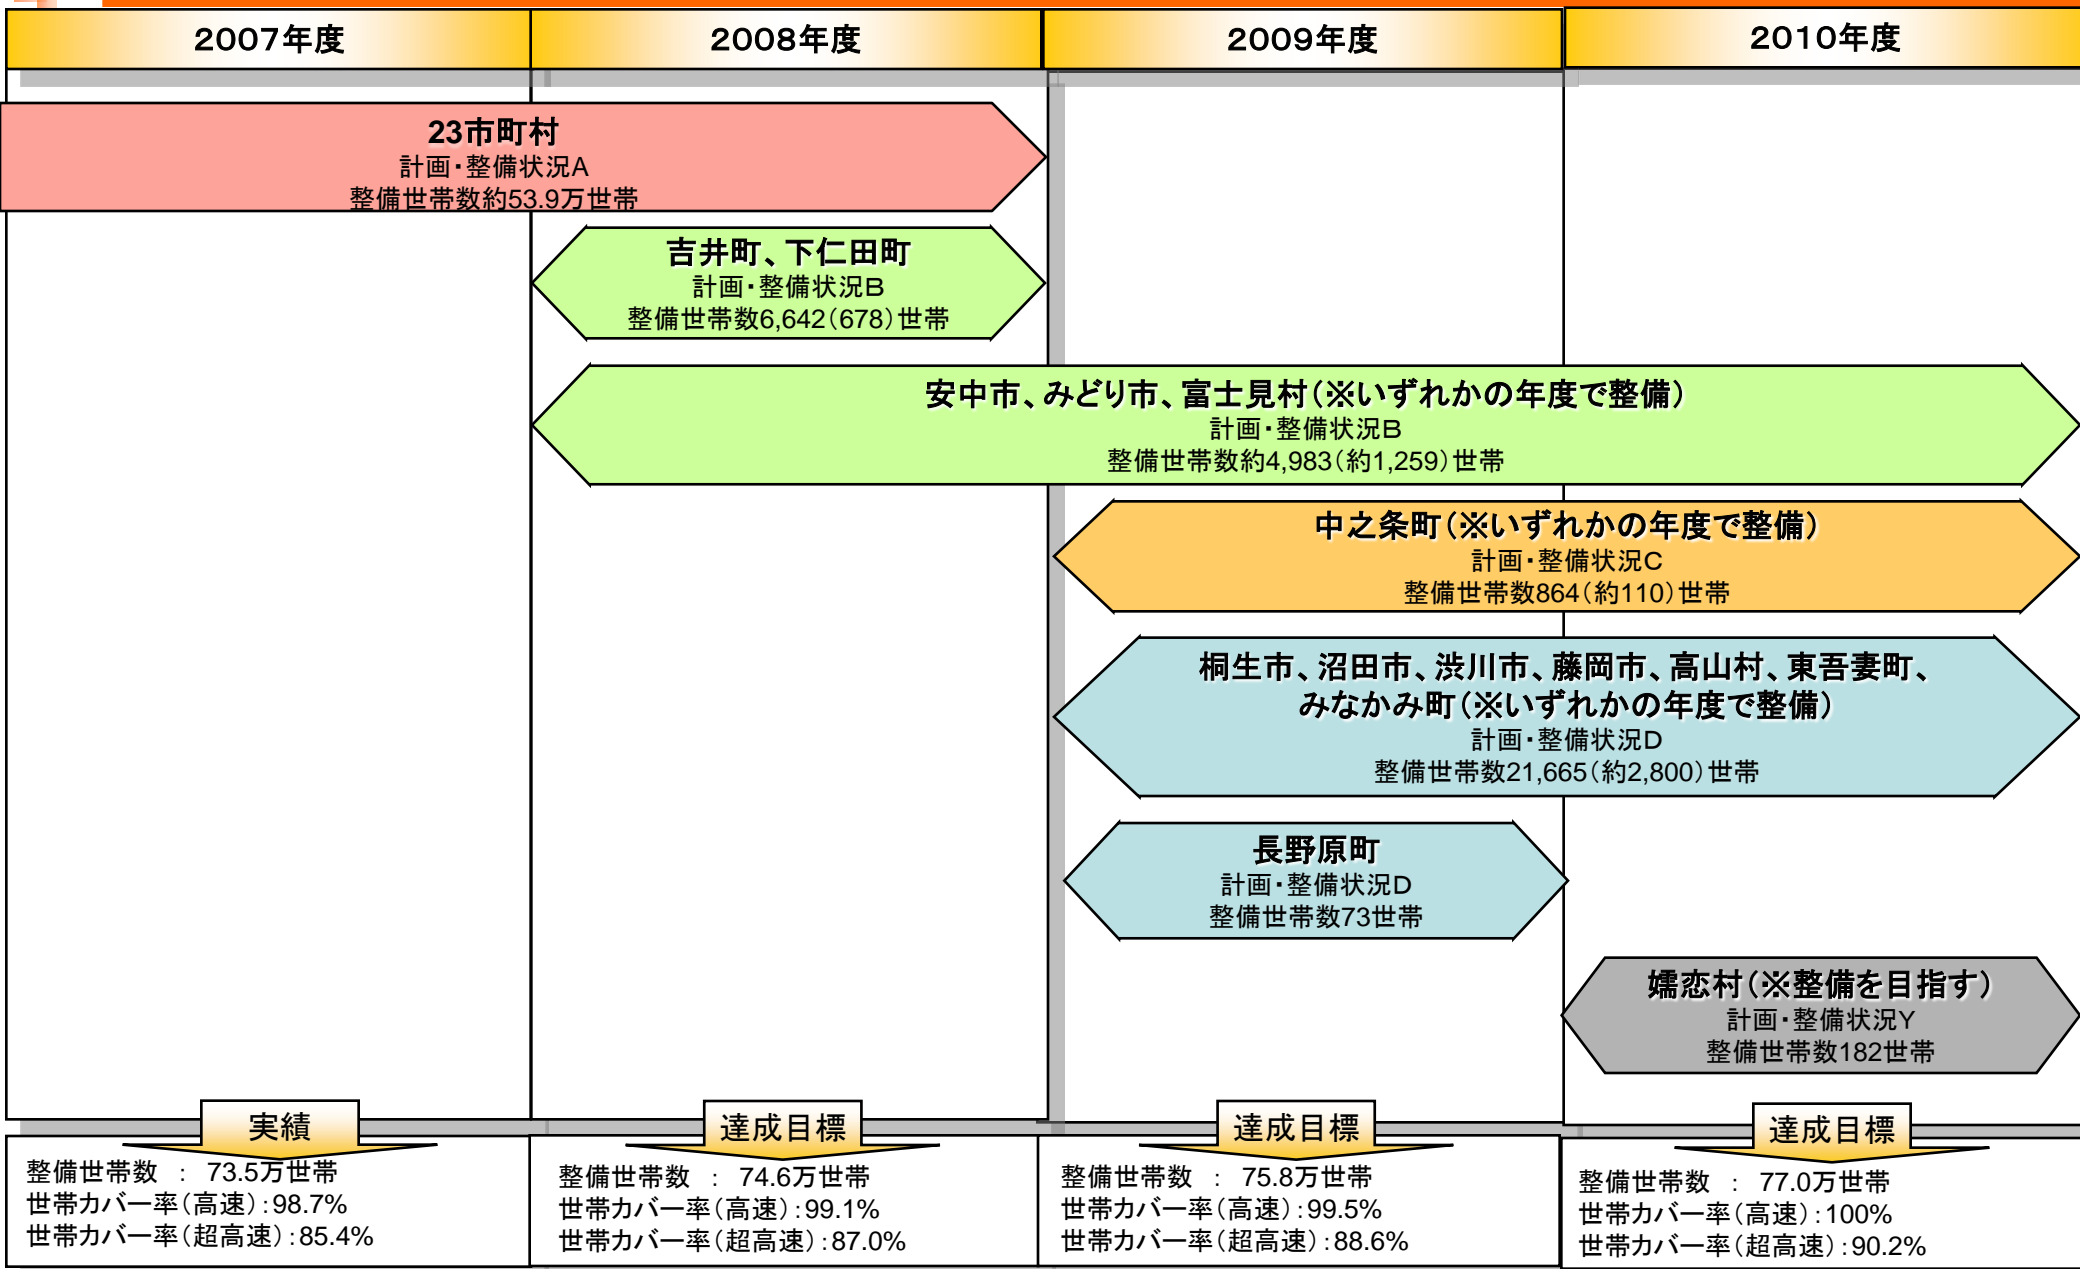 2007年度
2008年度
2009年度
2010年度
23市町村
計画・整備状況A
整備世帯数約53.9万世帯
吉井町、下仁田町
計画・整備状況B
整備世帯数6,642(678)世帯
安中市、みどり市、富士見村(※いずれかの年度で整備)
計画・整備状況B
整備世帯数約4,983(約1,259)世帯
中之条町(※いずれかの年度で整備)
計画・整備状況C
整備世帯数864(約110)世帯
桐生市、沼田市、渋川市、藤岡市、高山村、東吾妻町、
みなかみ町(※いずれかの年度で整備)
計画・整備状況D
整備世帯数21,665(約2,800)世帯
長野原町
計画・整備状況D
整備世帯数73世帯
嬬恋村(※整備を目指す)
計画・整備状況Y
整備世帯数182世帯
実績
整備世帯数 : 73.5万世帯
世帯カバー率(高速):98.7%
世帯カバー率(超高速):85.4%
達成目標
整備世帯数 : 74.6万世帯
世帯カバー率(高速):99.1%
世帯カバー率(超高速):87.0%
達成目標
整備世帯数 : 75.8万世帯
世帯カバー率(高速):99.5%
世帯カバー率(超高速):88.6%
達成目標
整備世帯数 : 77.0万世帯
世帯カバー率(高速):100%
世帯カバー率(超高速):90.2%